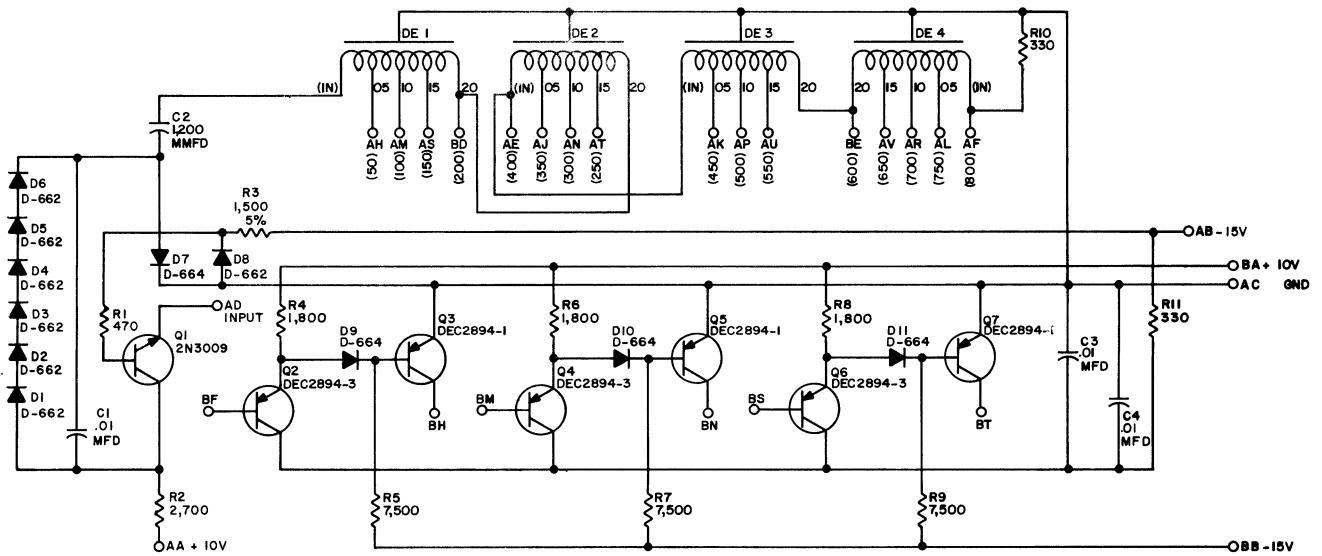 DE 1
DE 2
DE 3
DE 4
R10
330
(IN)
05
10
15
20
(IN)
05
10
15
20
(IN)
05
10
15
20
20
15
10
05
(IN)
C2
1,200
MMFD
AH
(50)
AM
(100)
AS
(150)
BD
(200)
AE
(400)
AJ
(350)
AN
(300)
AT
(250)
AK
(450)
AP
(500)
AU
(550)
BE
(600)
AV
(650)
AR
(700)
AL
(750)
AF
(800)
D6
D-662
D5
D-662
D4
D-662
D3
D-662
D2
D-662
D1
D-662
C1
.01
MFD
R3
1,500
5%
D7
D-664
D8
D-662
AB-15V
BA+10V
AC GND
R1
470
AD
INPUT
Q1
2N3009
R2
2,700
AA+10V
R4
1,800
D9
D-664
Q3
DEC2894-1
Q2
DEC2894-3
BF
BH
R5
7,500
R6
1,800
D10
D-664
Q5
DEC2894-1
Q4
DEC2894-3
BM
BN
R7
7,500
R8
1,800
D11
D-664
Q7
DEC2894-1
Q6
DEC2894-3
BS
BT
R9
7,500
C3
.01
MFD
C4
.01
MFD
R11
330
BB-15V